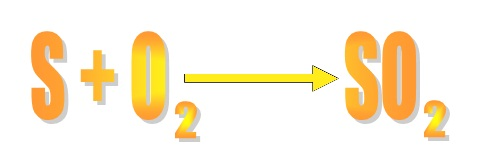 S + O₂ → SO₂